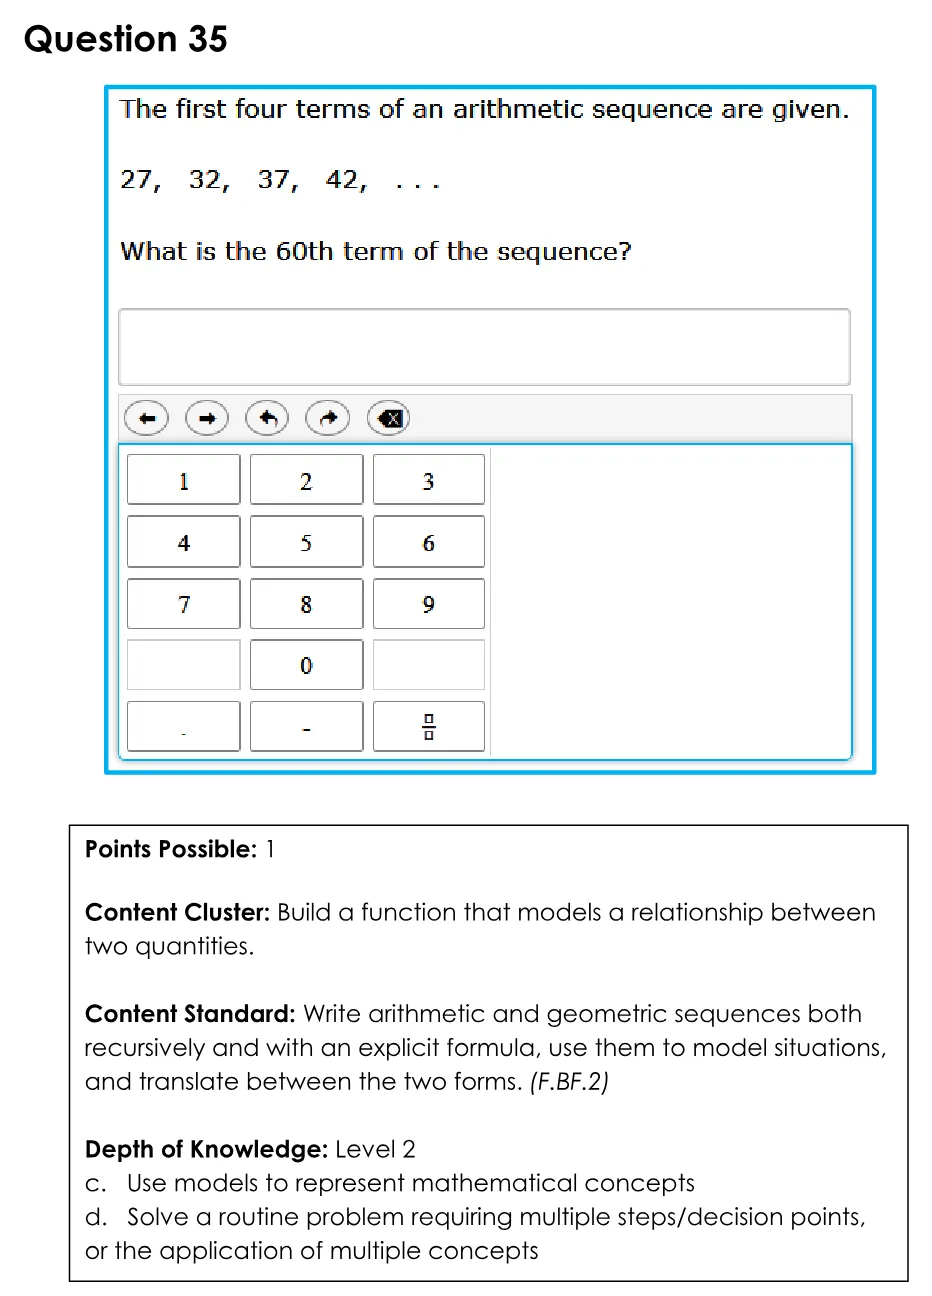 Question 35
The first four terms of an arithmetic sequence are given.
27, 32, 37, 42, . . .
What is the 60th term of the sequence?
1 2 3
4 5 6
7 8 9
0
. -
Points Possible: 1
Content Cluster: Build a function that models a relationship between
two quantities.
Content Standard: Write arithmetic and geometric sequences both
recursively and with an explicit formula, use them to model situations,
and translate between the two forms. (F.BF.2)
Depth of Knowledge: Level 2
c. Use models to represent mathematical concepts
d. Solve a routine problem requiring multiple steps/decision points,
or the application of multiple concepts